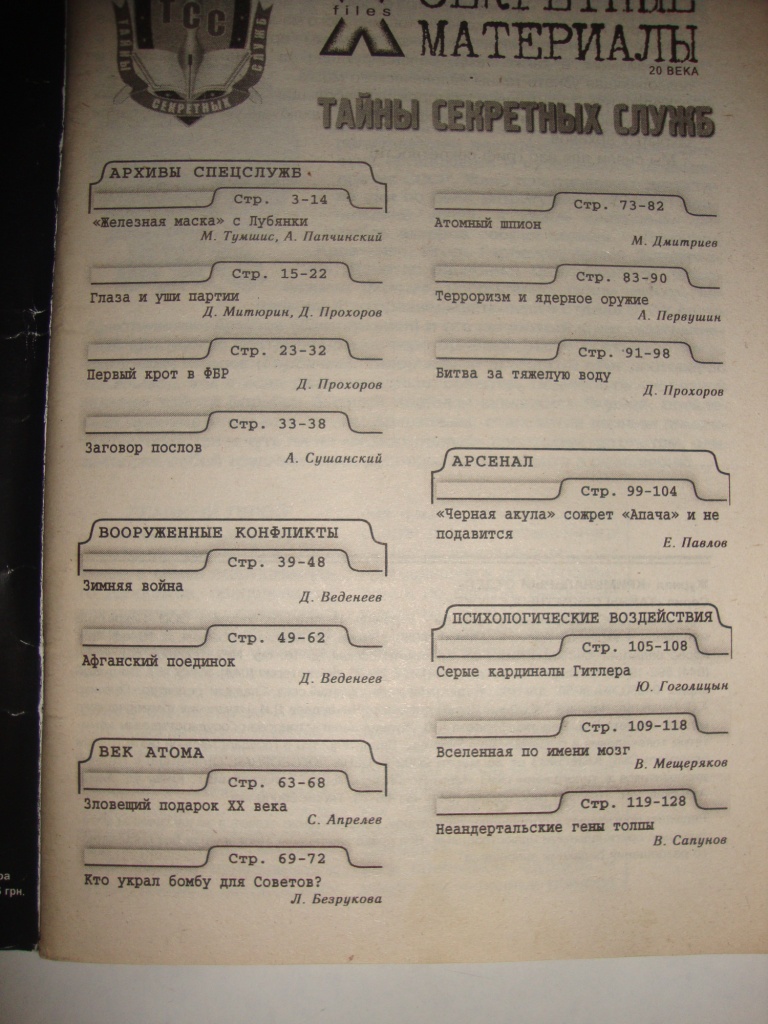 ТСС
СЕКРЕТНЫХ
СЛУЖБ
files
СЕКРЕТНЫЕ
МАТЕРИАЛЫ
20 ВЕКА
ТАЙНЫ СЕКРЕТНЫХ СЛУЖБ
АРХИВЫ СПЕЦСЛУЖБ
Стр. 3-14
«Железная маска» с Лубянки
М. Тумшис, А. Папчинский
Стр. 15-22
Глаза и уши партии
Д. Митюрин, Д. Прохоров
Стр. 23-32
Первый крот в ФБР
Д. Прохоров
Стр. 33-38
Заговор послов
А. Сушанский
ВООРУЖЕННЫЕ КОНФЛИКТЫ
Стр. 39-48
Зимняя война
Д. Веденеев
Стр. 49-62
Афганский поединок
Д. Веденеев
ВЕК АТОМА
Стр. 63-68
Зловещий подарок XX века
С. Апрелев
Стр. 69-72
Кто украл бомбу для Советов?
Л. Безрукова
Стр. 73-82
Атомный шпион
М. Дмитриев
Стр. 83-90
Терроризм и ядерное оружие
А. Первушин
Стр. 91-98
Битва за тяжелую воду
Д. Прохоров
АРСЕНАЛ
Стр. 99-104
«Черная акула» сожрет «Апача» и не
подавится
Е. Павлов
ПСИХОЛОГИЧЕСКИЕ ВОЗДЕЙСТВИЯ
Стр. 105-108
Серые кардиналы Гитлера
Ю. Гоголицын
Стр. 109-118
Вселенная по имени мозг
В. Мещеряков
Стр. 119-128
Неандертальские гены толпы
В. Сапунов
грн.